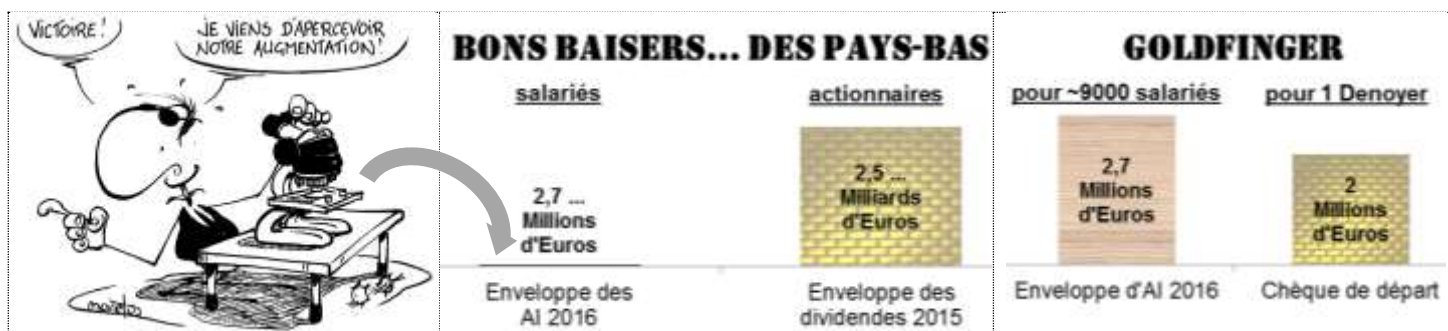 VICTOIRE!
JE VIENS D'APERCEVOIR
NOTRE AUGMENTATION!
BONS BAISERS... DES PAYS-BAS
salariés
actionnaires
2,7 ...
Millions
d'Euros
2,5 ...
Milliards
d'Euros
Enveloppe des
AI 2016
Enveloppe des
dividendes 2015
GOLDFINGER
pour ~9000 salariés
pour 1 Denoyer
2,7
Millions
d'Euros
2
Millions
d'Euros
Enveloppe d'AI 2016
Chèque de départ